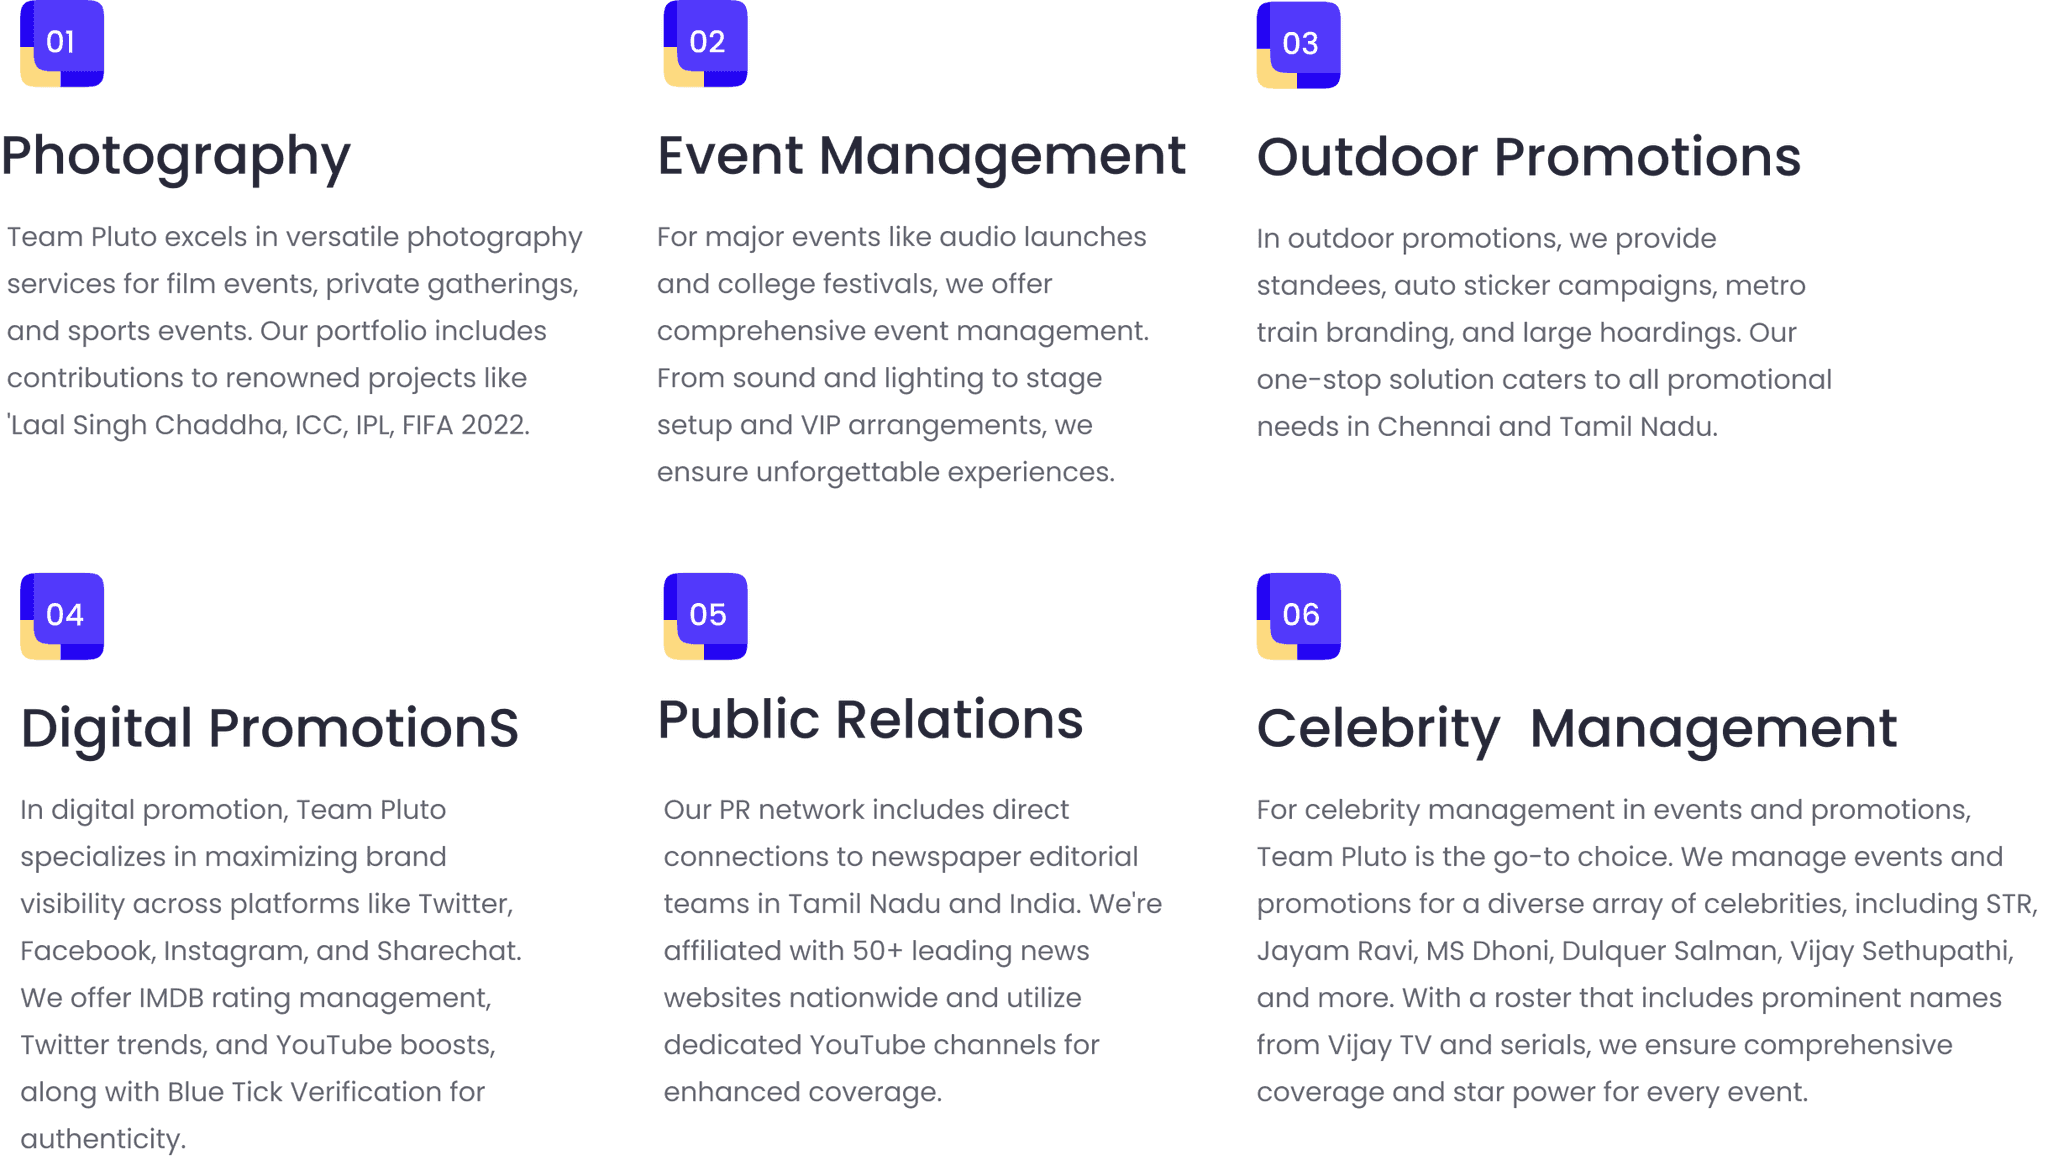 01
Photography
Team Pluto excels in versatile photography
services for film events, private gatherings,
and sports events. Our portfolio includes
contributions to renowned projects like
'Laal Singh Chaddha, ICC, IPL, FIFA 2022.
02
Event Management
For major events like audio launches
and college festivals, we offer
comprehensive event management.
From sound and lighting to stage
setup and VIP arrangements, we
ensure unforgettable experiences.
03
Outdoor Promotions
In outdoor promotions, we provide
standees, auto sticker campaigns, metro
train branding, and large hoardings. Our
one-stop solution caters to all promotional
needs in Chennai and Tamil Nadu.
04
Digital PromotionS
In digital promotion, Team Pluto
specializes in maximizing brand
visibility across platforms like Twitter,
Facebook, Instagram, and Sharechat.
We offer IMDB rating management,
Twitter trends, and YouTube boosts,
along with Blue Tick Verification for
authenticity.
05
Public Relations
Our PR network includes direct
connections to newspaper editorial
teams in Tamil Nadu and India. We're
affiliated with 50+ leading news
websites nationwide and utilize
dedicated YouTube channels for
enhanced coverage.
06
Celebrity  Management
For celebrity management in events and promotions,
Team Pluto is the go-to choice. We manage events and
promotions for a diverse array of celebrities, including STR,
Jayam Ravi, MS Dhoni, Dulquer Salman, Vijay Sethupathi,
and more. With a roster that includes prominent names
from Vijay TV and serials, we ensure comprehensive
coverage and star power for every event.